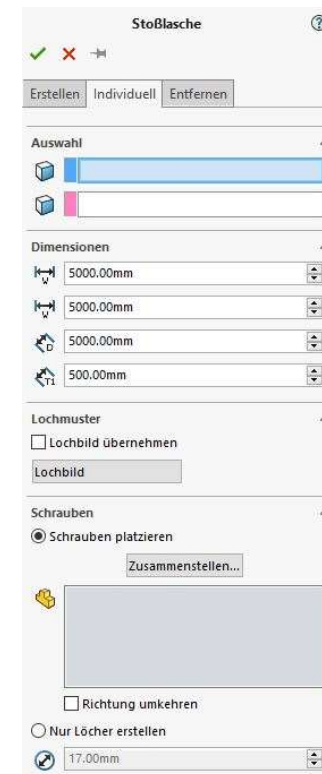 Stoßlasche
Erstellen Individuell Entfernen
Auswahl
Dimensionen
W 5000.00mm
W 5000.00mm
D 5000.00mm
T1 500.00mm
Lochmuster
Lochbild übernehmen
Lochbild
Schrauben
Schrauben platzieren
Zusammenstellen...
Richtung umkehren
Nur Löcher erstellen
17.00mm